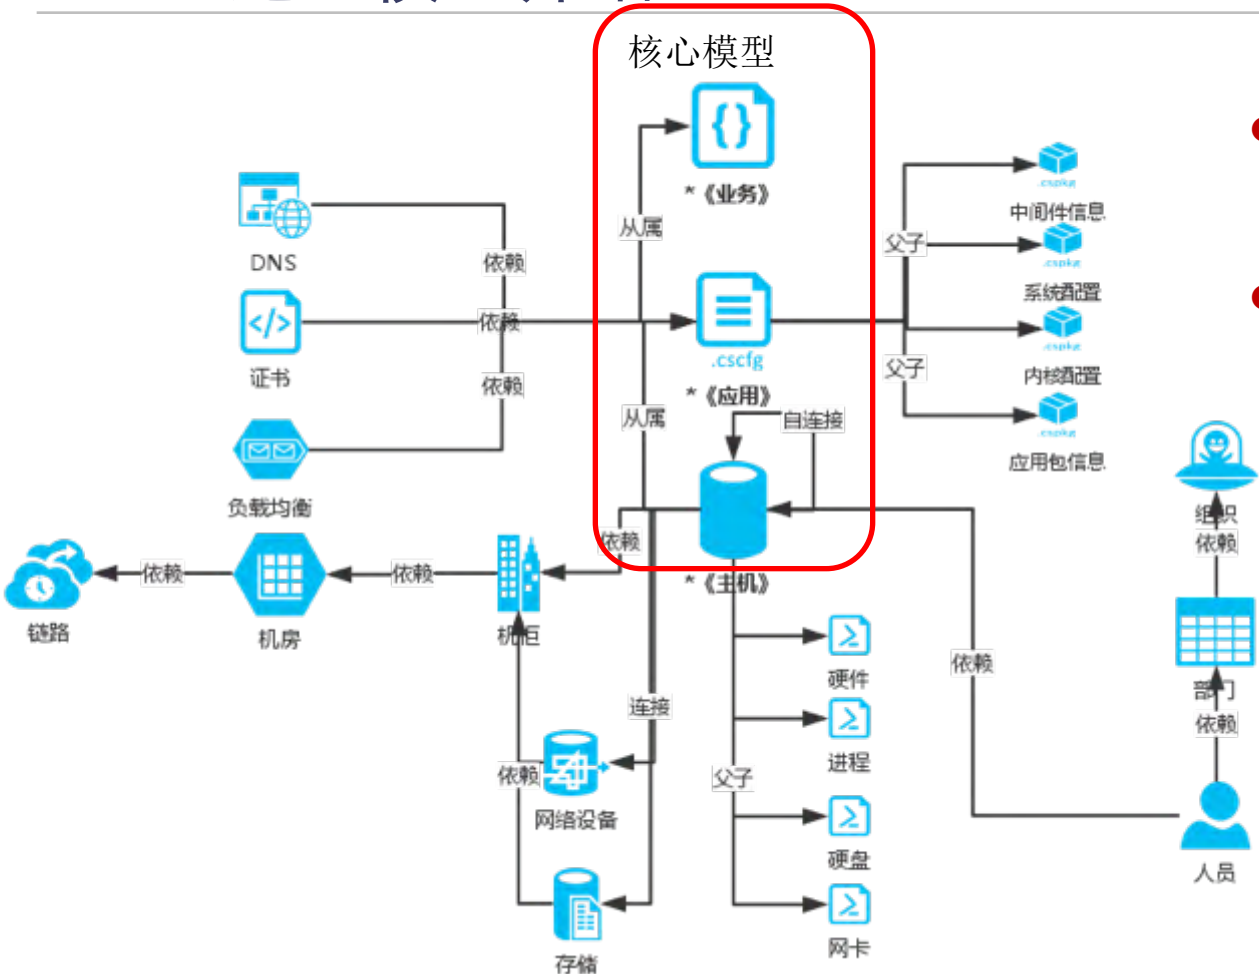 核心模型
*《业务》
.cspkg
中间件信息
从属
父子
DNS
依赖
.cspkg
系统配置
依赖
.cscfg
.cspkg
内核配置
证书
依赖
父子
*《应用》
从属
自连接
.cspkg
应用包信息
负载均衡
组织
依赖
依赖
依赖
依赖
*《主机》
链路
机房
机柜
硬件
依赖
部门
连接
依赖
进程
依赖
父子
网络设备
硬盘
人员
网卡
存储